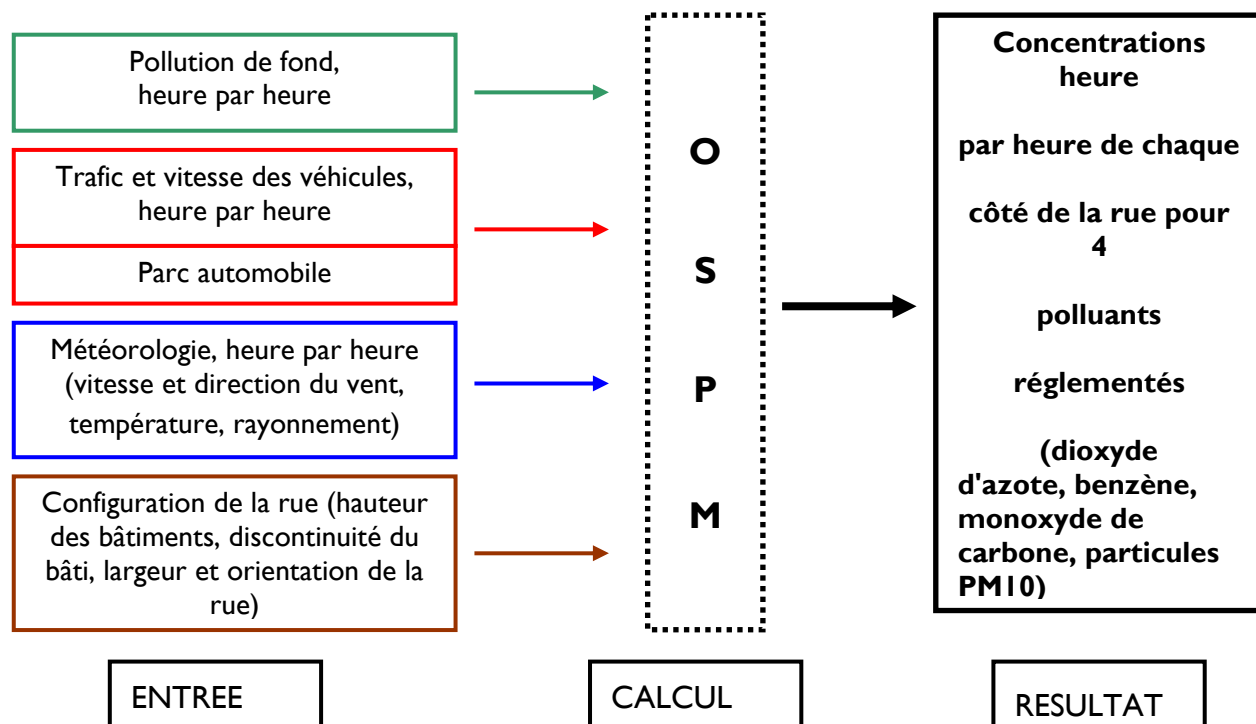 Pollution de fond,
heure par heure
Trafic et vitesse des véhicules,
heure par heure
Parc automobile
Météorologie, heure par heure
(vitesse et direction du vent,
température, rayonnement)
Configuration de la rue (hauteur
des bâtiments, discontinuité du
bâti, largeur et orientation de la
rue)
O
S
P
M
Concentrations
heure
par heure de chaque
côté de la rue pour
4
polluants
réglementés
(dioxyde
d'azote, benzène,
monoxyde de
carbone, particules
PM10)
ENTREE
CALCUL
RESULTAT